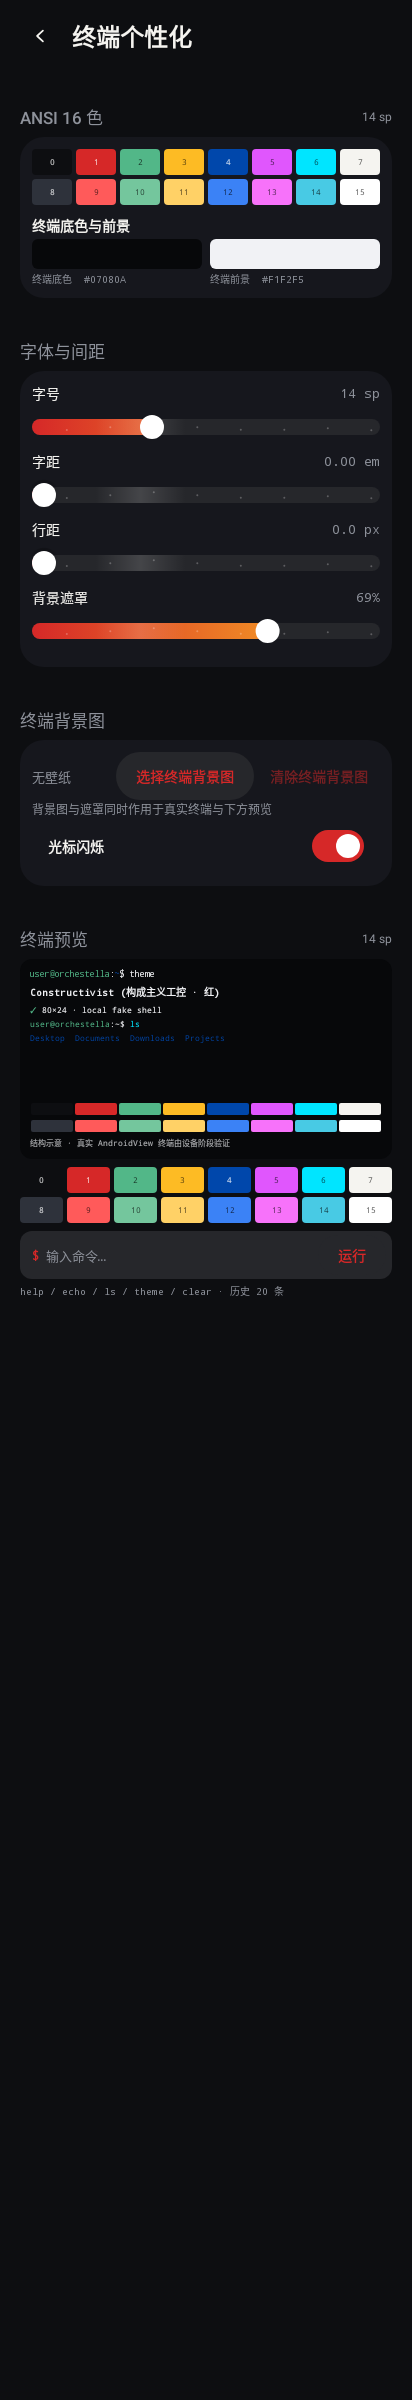 终端个性化
ANSI 16 色 14 sp
0 1 2 3 4 5 6 7
8 9 10 11 12 13 14 15
终端底色与前景
终端底色 #07080A 终端前景 #F1F2F5
字体与间距
字号 14 sp
字距 0.00 em
行距 0.0 px
背景遮罩 69%
终端背景图
无壁纸 选择终端背景图 清除终端背景图
背景图与遮罩同时作用于真实终端与下方预览
光标闪烁
终端预览 14 sp
user@orchestella:~$ theme
Constructivist (构成主义工控 · 红)
✓ 80×24 · local fake shell
user@orchestella:~$ ls
Desktop Documents Downloads Projects
结构示意 · 真实 AndroidView 终端由设备阶段验证
0 1 2 3 4 5 6 7
8 9 10 11 12 13 14 15
$ 输入命令… 运行
help / echo / ls / theme / clear · 历史 20 条